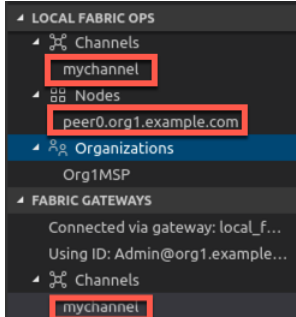 LOCAL FABRIC OPS
Channels
mychannel
Nodes
peer0.org1.example.com
Organizations
Org1MSP
FABRIC GATEWAYS
Connected via gateway: local_f...
Using ID: Admin@org1.example...
Channels
mychannel